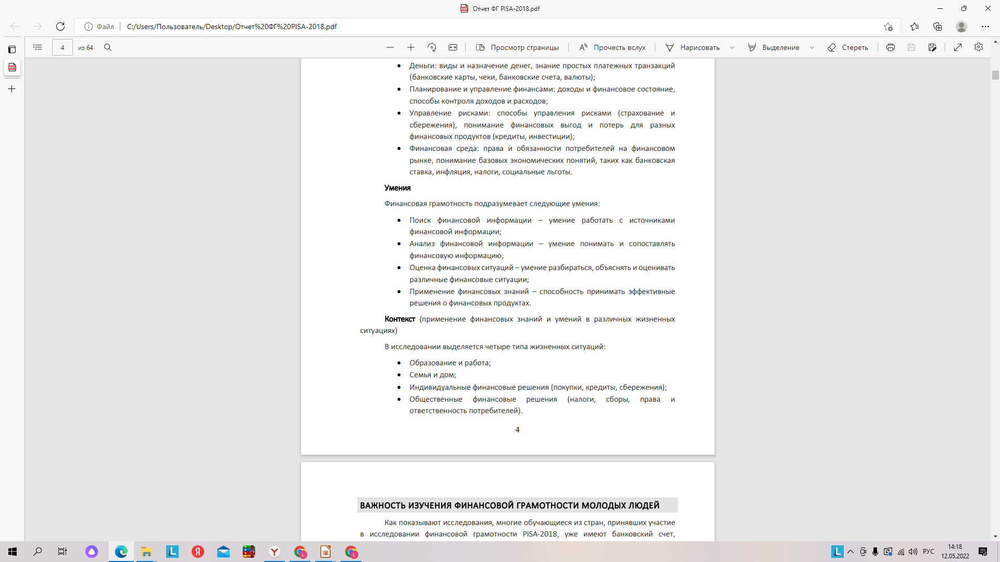 Отчет ФГ PISA-2018.pdf
Файл
C:/Users/Пользователь/Desktop/Отчет%20ФГ%20PISA-2018.pdf
4
из 64
Просмотр страницы
Прочесть вслух
Нарисовать
Выделение
Стереть
• Деньги: виды и назначение денег, знание простых платежных транзакций
(банковские карты, чеки, банковские счета, валюты);
• Планирование и управление финансами: доходы и финансовое состояние,
способы контроля доходов и расходов;
• Управление рисками: способы управления рисками (страхование и
сбережения), понимание финансовых выгод и потерь для разных
финансовых продуктов (кредиты, инвестиции);
• Финансовая среда: права и обязанности потребителей на финансовом
рынке, понимание базовых экономических понятий, таких как банковская
ставка, инфляция, налоги, социальные льготы.
Умения
Финансовая грамотность подразумевает следующие умения:
• Поиск финансовой информации – умение работать с источниками
финансовой информации;
• Анализ финансовой информации – умение понимать и сопоставлять
финансовую информацию;
• Оценка финансовых ситуаций – умение разбираться, объяснять и оценивать
различные финансовые ситуации;
• Применение финансовых знаний – способность принимать эффективные
решения о финансовых продуктах.
Контекст (применение финансовых знаний и умений в различных жизненных
ситуациях)
В исследовании выделяется четыре типа жизненных ситуаций:
• Образование и работа;
• Семья и дом;
• Индивидуальные финансовые решения (покупки, кредиты, сбережения);
• Общественные финансовые решения (налоги, сборы, права и
ответственность потребителей).
4
ВАЖНОСТЬ ИЗУЧЕНИЯ ФИНАНСОВОЙ ГРАМОТНОСТИ МОЛОДЫХ ЛЮДЕЙ
Как показывают исследования, многие обучающиеся из стран, принявших участие
в исследовании финансовой грамотности PISA-2018, уже имеют банковский счет,
РУС
14:18
12.05.2022